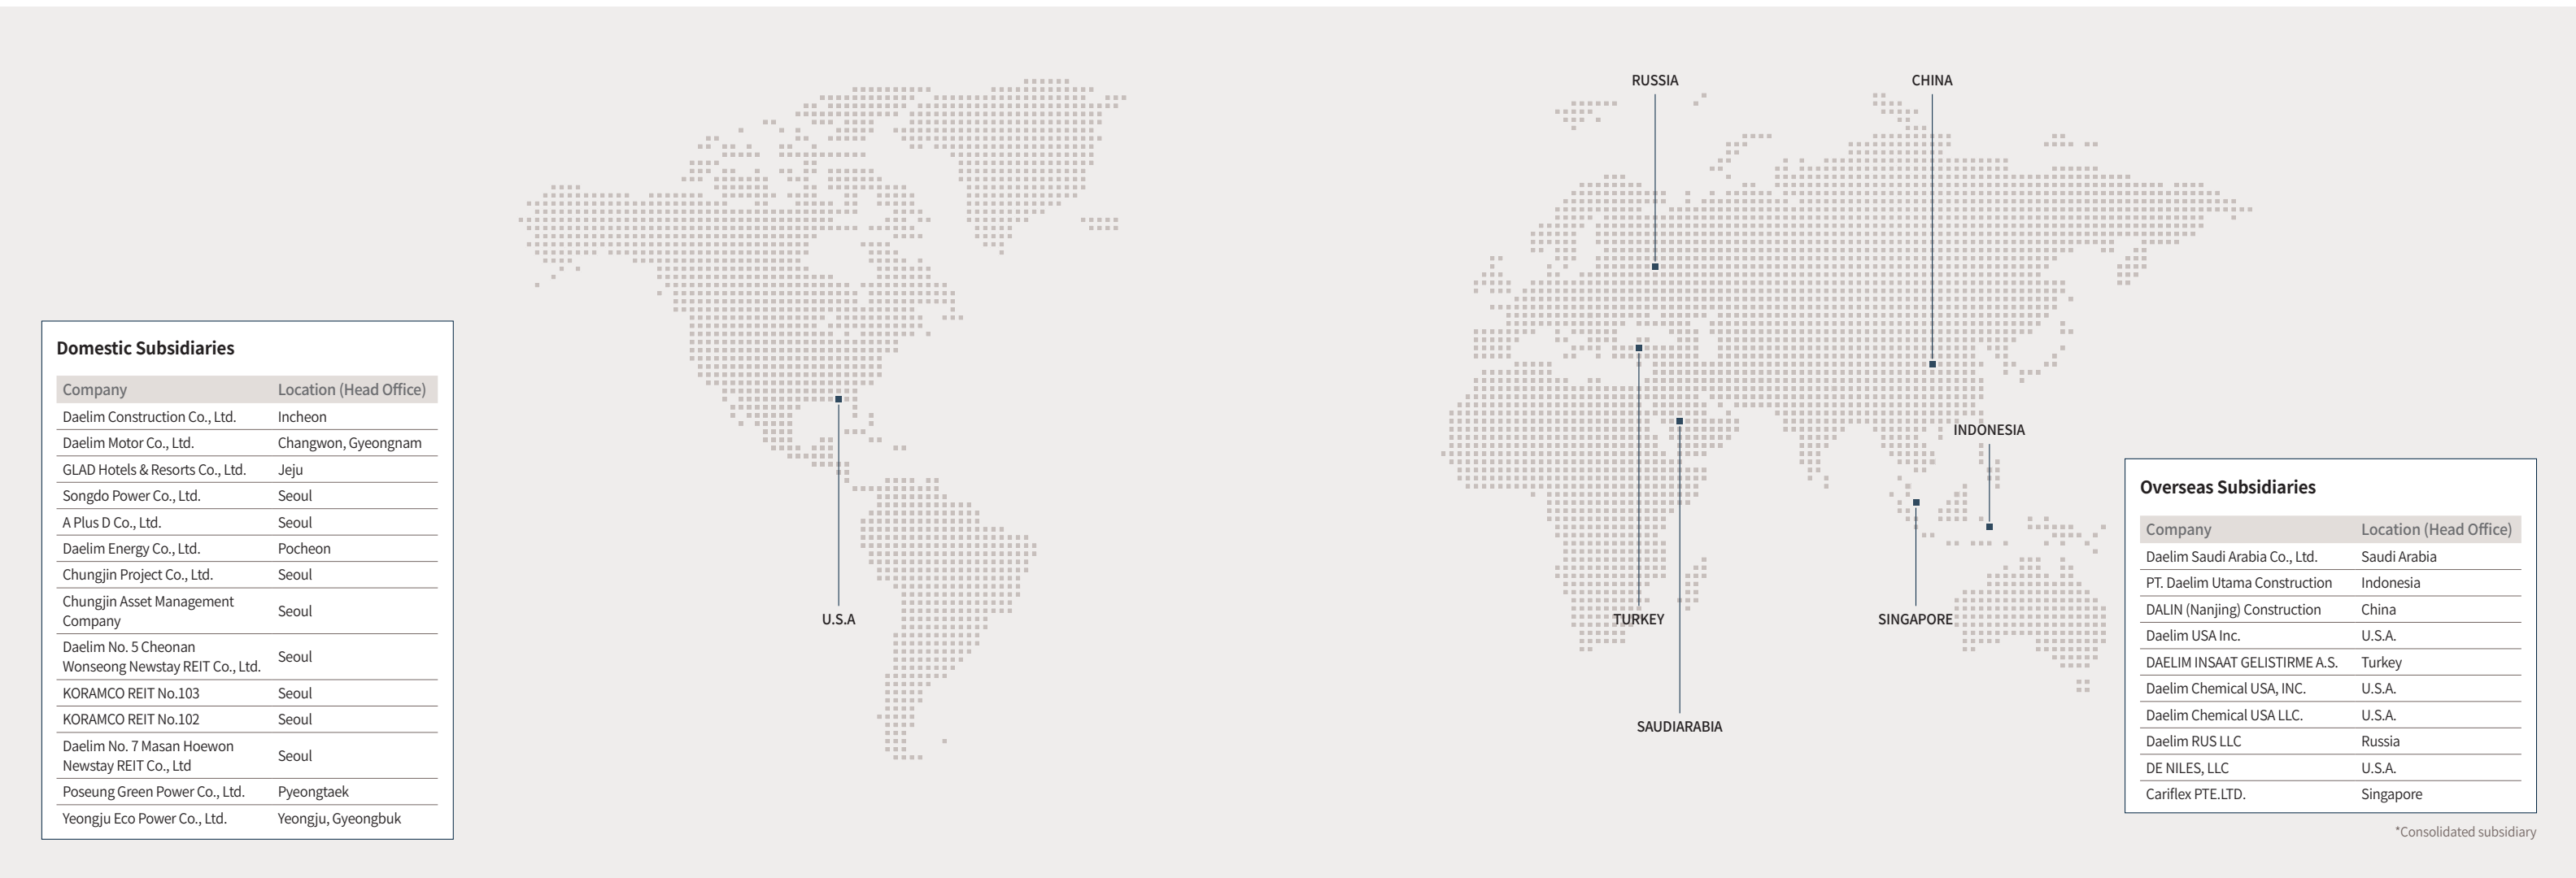 RUSSIA
CHINA
INDONESIA
U.S.A
TURKEY
SINGAPORE
SAUDIARABIA
Domestic Subsidiaries
Company Location (Head Office)
Daelim Construction Co., Ltd. Incheon
Daelim Motor Co., Ltd. Changwon, Gyeongnam
GLAD Hotels & Resorts Co., Ltd. Jeju
Songdo Power Co., Ltd. Seoul
A Plus D Co., Ltd. Seoul
Daelim Energy Co., Ltd. Pocheon
Chungjin Project Co., Ltd. Seoul
Chungjin Asset Management
Company Seoul
Daelim No. 5 Cheonan
Wonseong Newstay REIT Co., Ltd. Seoul
KORAMCO REIT No.103 Seoul
KORAMCO REIT No.102 Seoul
Daelim No. 7 Masan Hoewon
Newstay REIT Co., Ltd Seoul
Poseung Green Power Co., Ltd. Pyeongtaek
Yeongju Eco Power Co., Ltd. Yeongju, Gyeongbuk
Overseas Subsidiaries
Company Location (Head Office)
Daelim Saudi Arabia Co., Ltd. Saudi Arabia
PT. Daelim Utama Construction Indonesia
DALIN (Nanjing) Construction China
Daelim USA Inc. U.S.A.
DAELIM INSAAT GELISTIRME A.S. Turkey
Daelim Chemical USA, INC. U.S.A.
Daelim Chemical USA LLC. U.S.A.
Daelim RUS LLC Russia
DE NILES, LLC U.S.A.
Cariflex PTE.LTD. Singapore
*Consolidated subsidiary